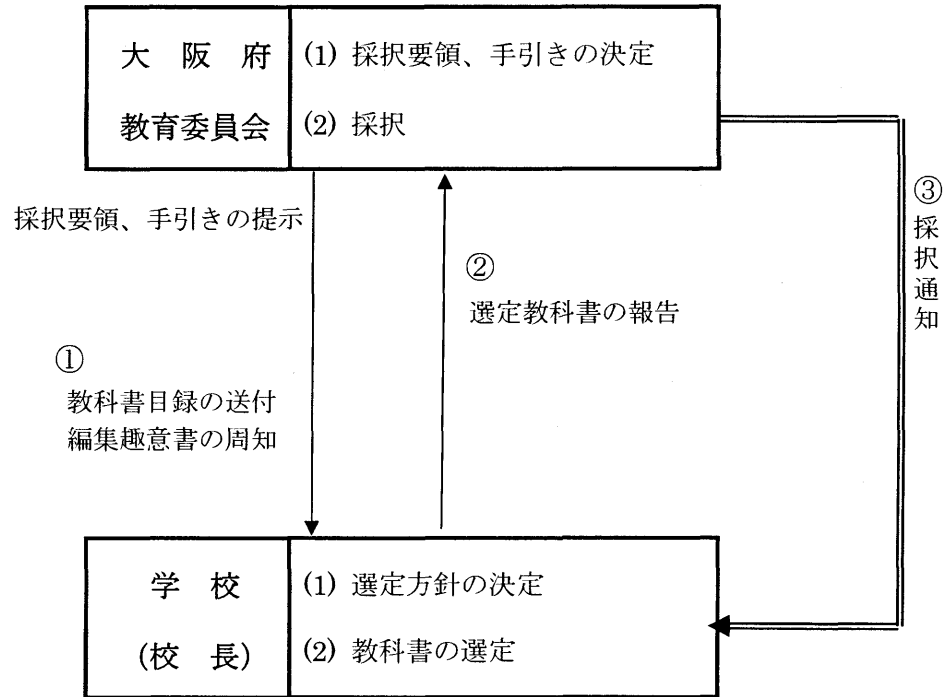 大 阪 府
教育委員会
(1) 採択要領、手引きの決定
(2) 採択
採択要領、手引きの提示
①
教科書目録の送付
編集趣意書の周知
②
選定教科書の報告
③採択通知
学 校
(校 長)
(1) 選定方針の決定
(2) 教科書の選定